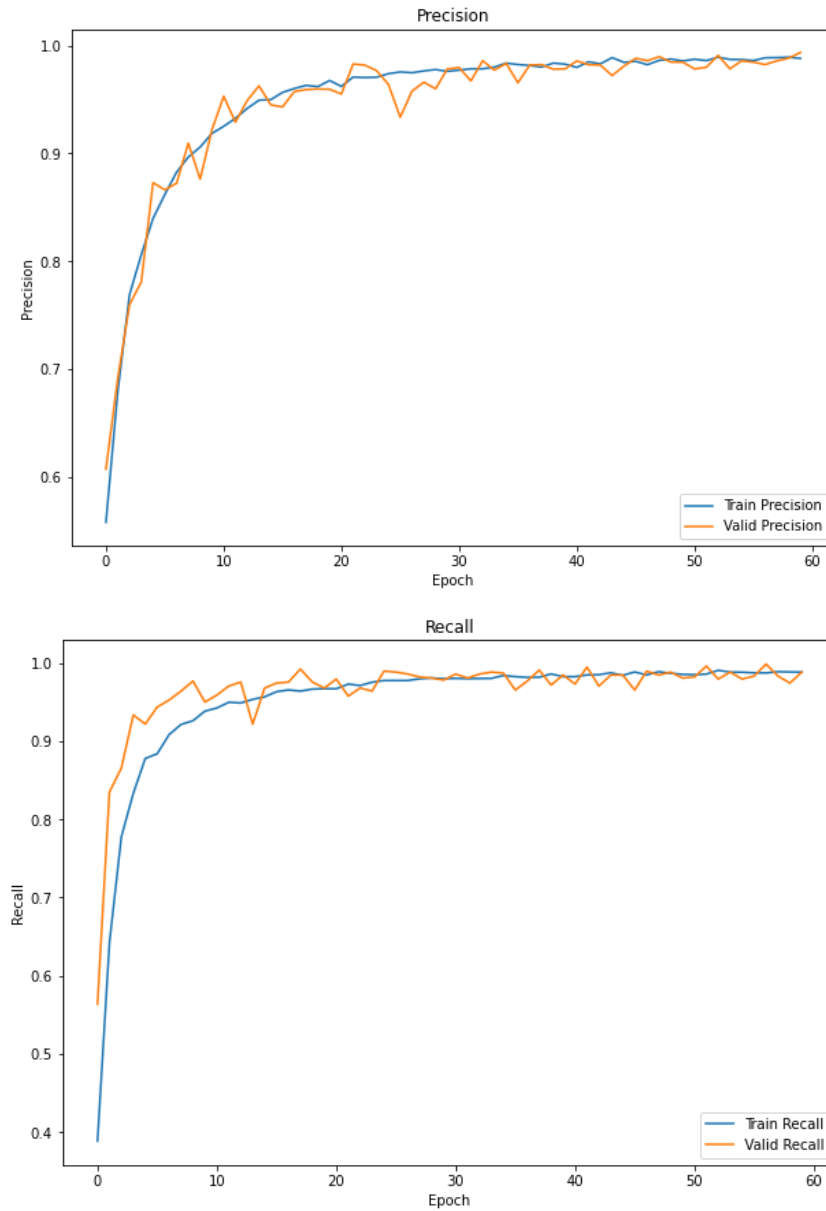 Precision
1.0
0.9
0.8
0.7
0.6
Precision
Train Precision
Valid Precision
0 10 20 30 40 50 60
Epoch
Recall
1.0
0.9
0.8
0.7
0.6
0.5
0.4
Recall
Train Recall
Valid Recall
0 10 20 30 40 50 60
Epoch